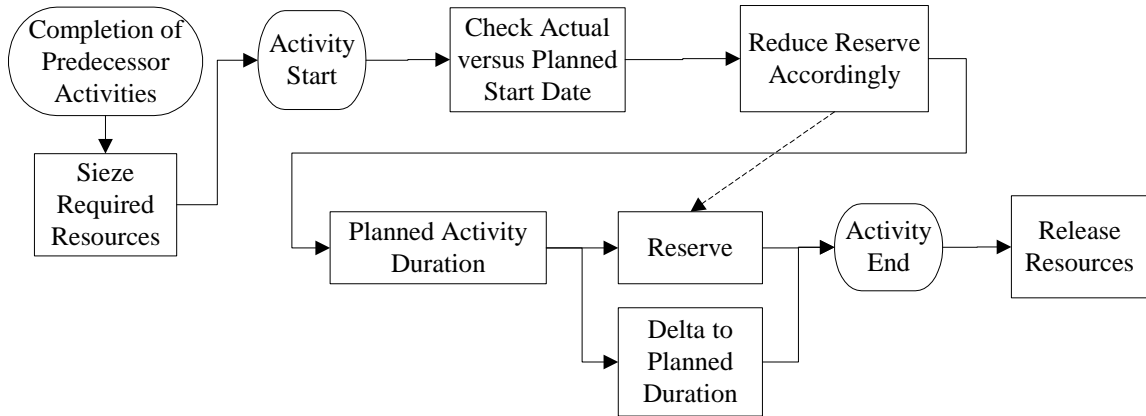 Completion of
Predecessor
Activities
Sieze
Required
Resources
Activity
Start
Check Actual
versus Planned
Start Date
Reduce Reserve
Accordingly
Planned Activity
Duration
Reserve
Delta to
Planned
Duration
Activity
End
Release
Resources